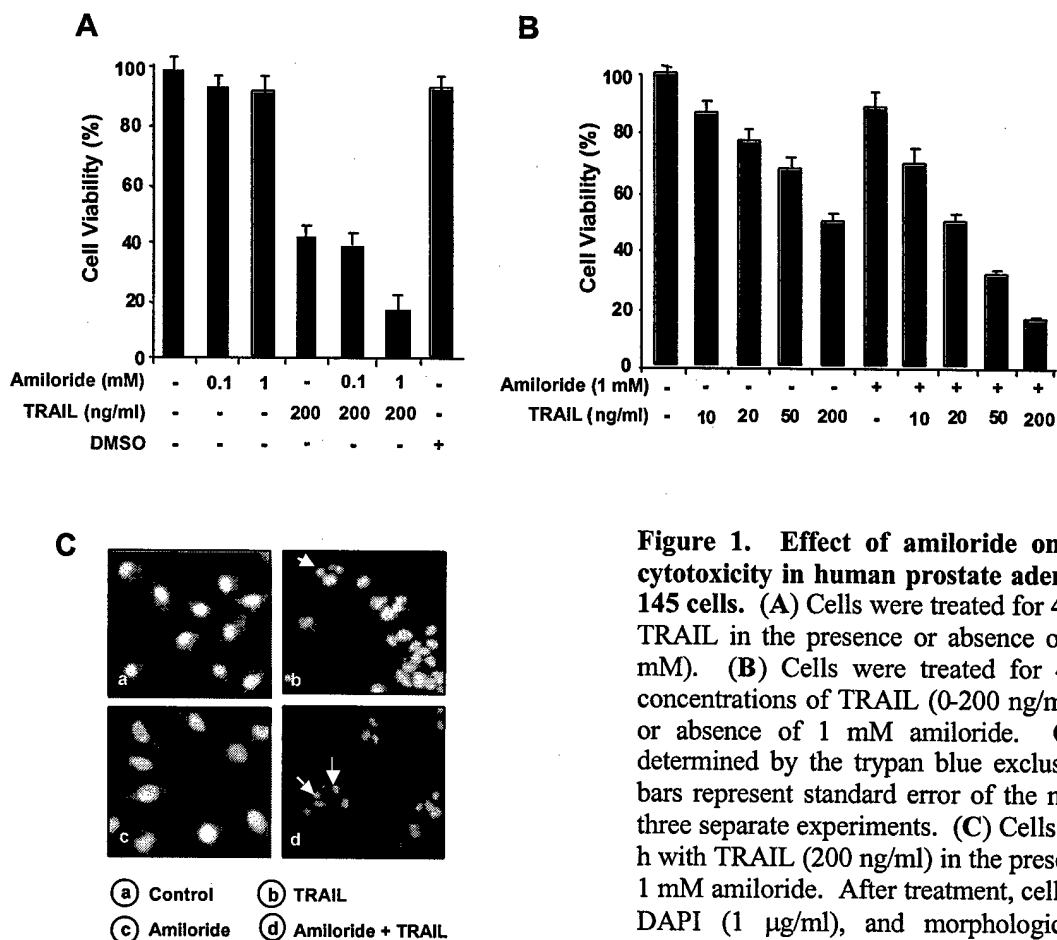 A
Cell Viability (%)
100
80
60
40
20
0
Amiloride (mM) - 0.1 1 - 0.1 1 -
TRAIL (ng/ml) - - - 200 200 200 -
DMSO - - - - - - +
B
Cell Viability (%)
100
80
60
40
20
0
Amiloride (1 mM) - - - - - + + + + +
TRAIL (ng/ml) - 10 20 50 200 - 10 20 50 200
C
a
b
c
d
a Control b TRAIL
c Amiloride d Amiloride + TRAIL
Figure 1. Effect of amiloride on
cytotoxicity in human prostate aden
145 cells. (A) Cells were treated for 4
TRAIL in the presence or absence o
mM). (B) Cells were treated for 4
concentrations of TRAIL (0-200 ng/m
or absence of 1 mM amiloride.
determined by the trypan blue exclus
bars represent standard error of the m
three separate experiments. (C) Cells
h with TRAIL (200 ng/ml) in the prese
1 mM amiloride. After treatment, cell
DAPI (1 μg/ml), and morphologic